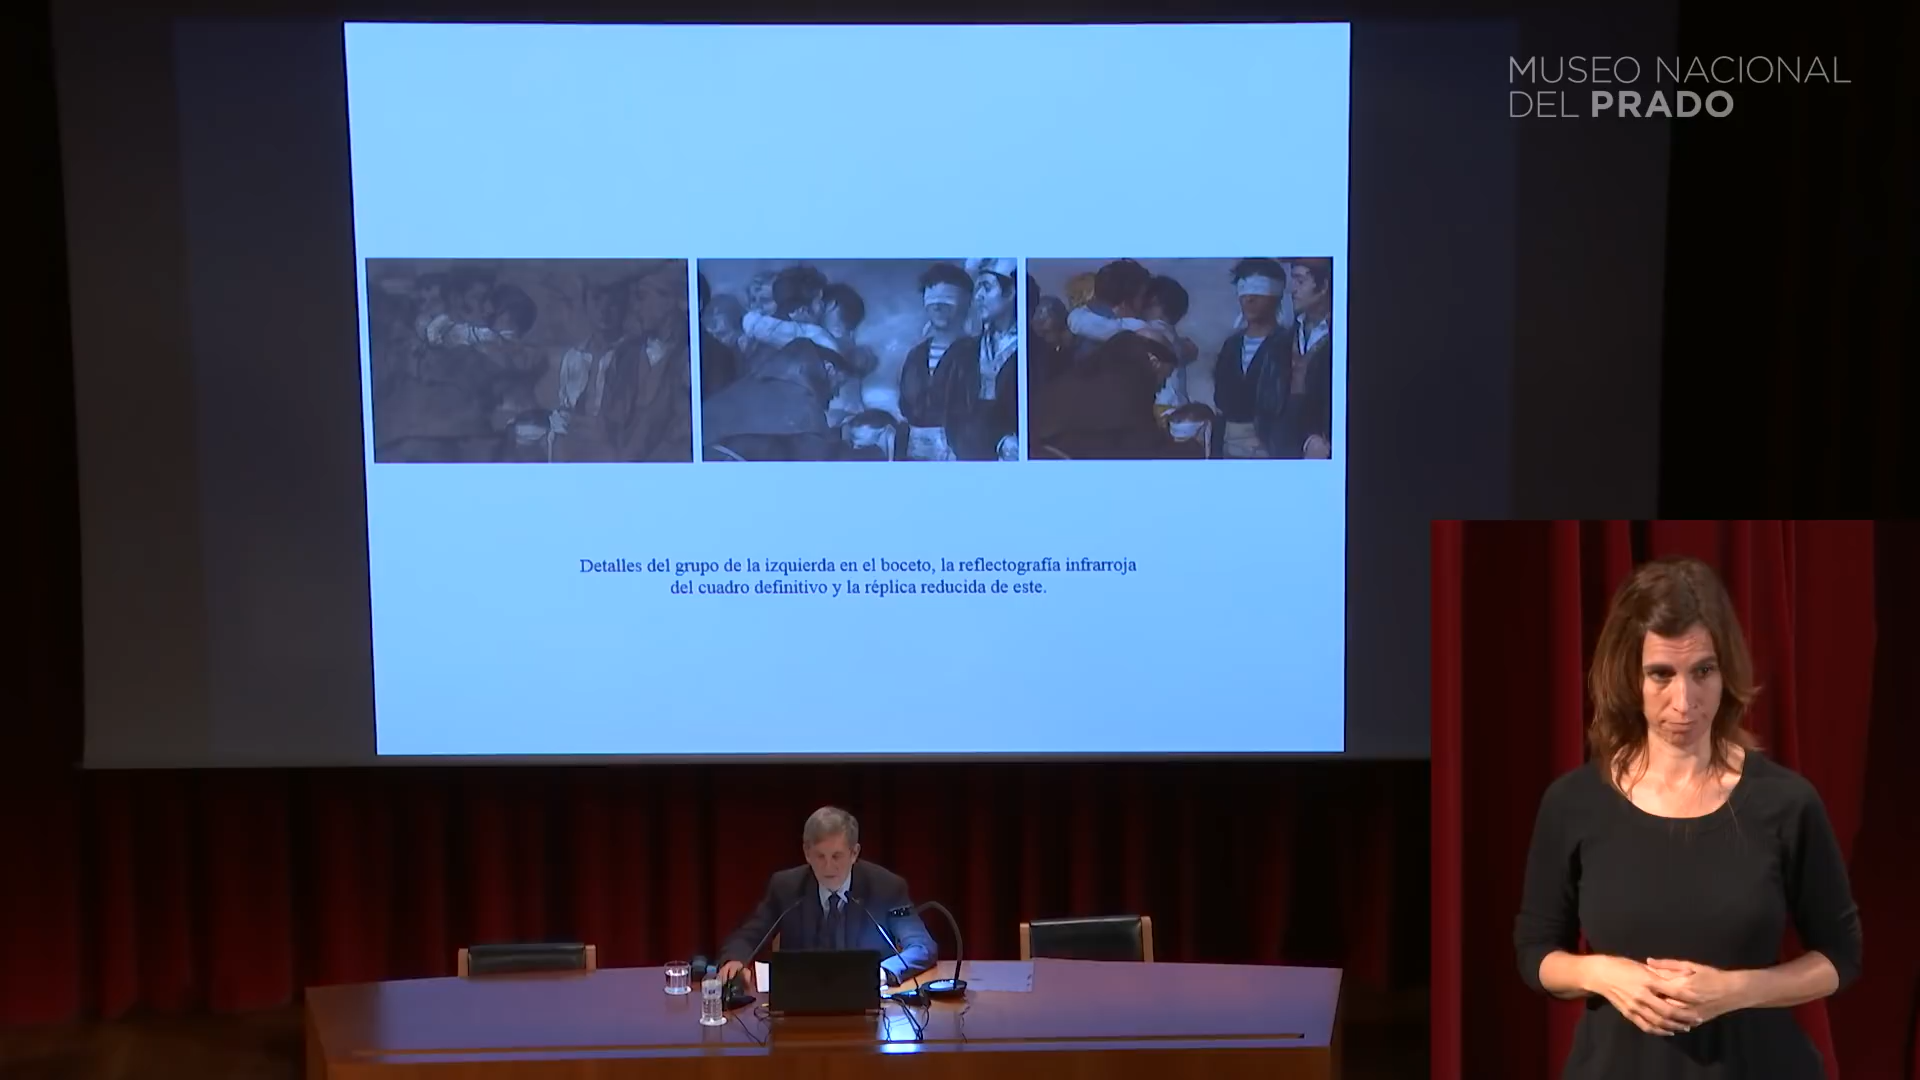 MUSEO NACIONAL
DEL PRADO
Detalles del grupo de la izquierda en el boceto, la reflectografía infrarroja
del cuadro definitivo y la réplica reducida de este.